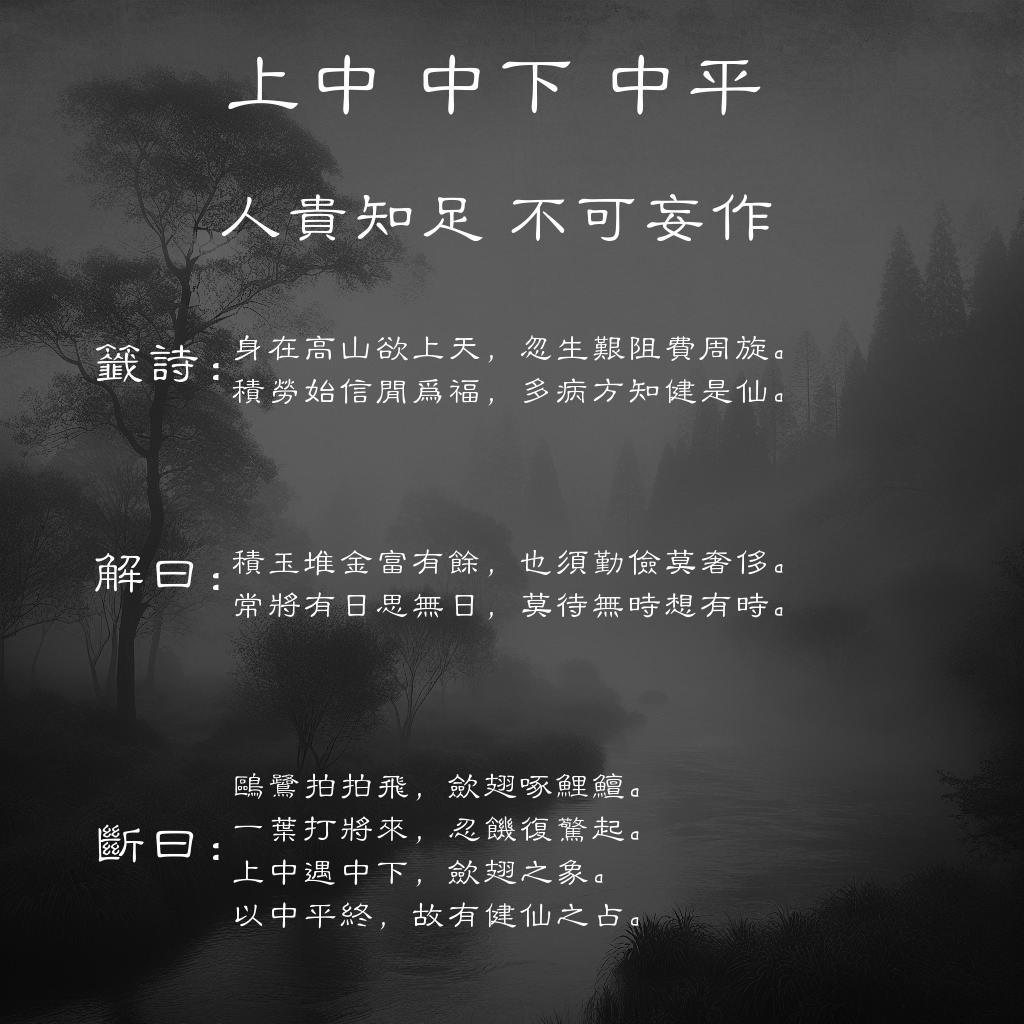 上中 中下 中平
人貴知足 不可妄作
籤詩：身在高山欲上天，忽生艱阻費周旋。
積勞始信閒爲福，多病方知健是仙。
解曰：積玉堆金富有餘，也須勤儉莫奢侈。
常將有日思無日，莫待無時想有時。
斷曰：鷗鷺拍拍飛，歛翅啄鯉鱣。
一葉打將來，忍饑復驚起。
上中遇中下，歛翅之象。
以中平終，故有健仙之占。